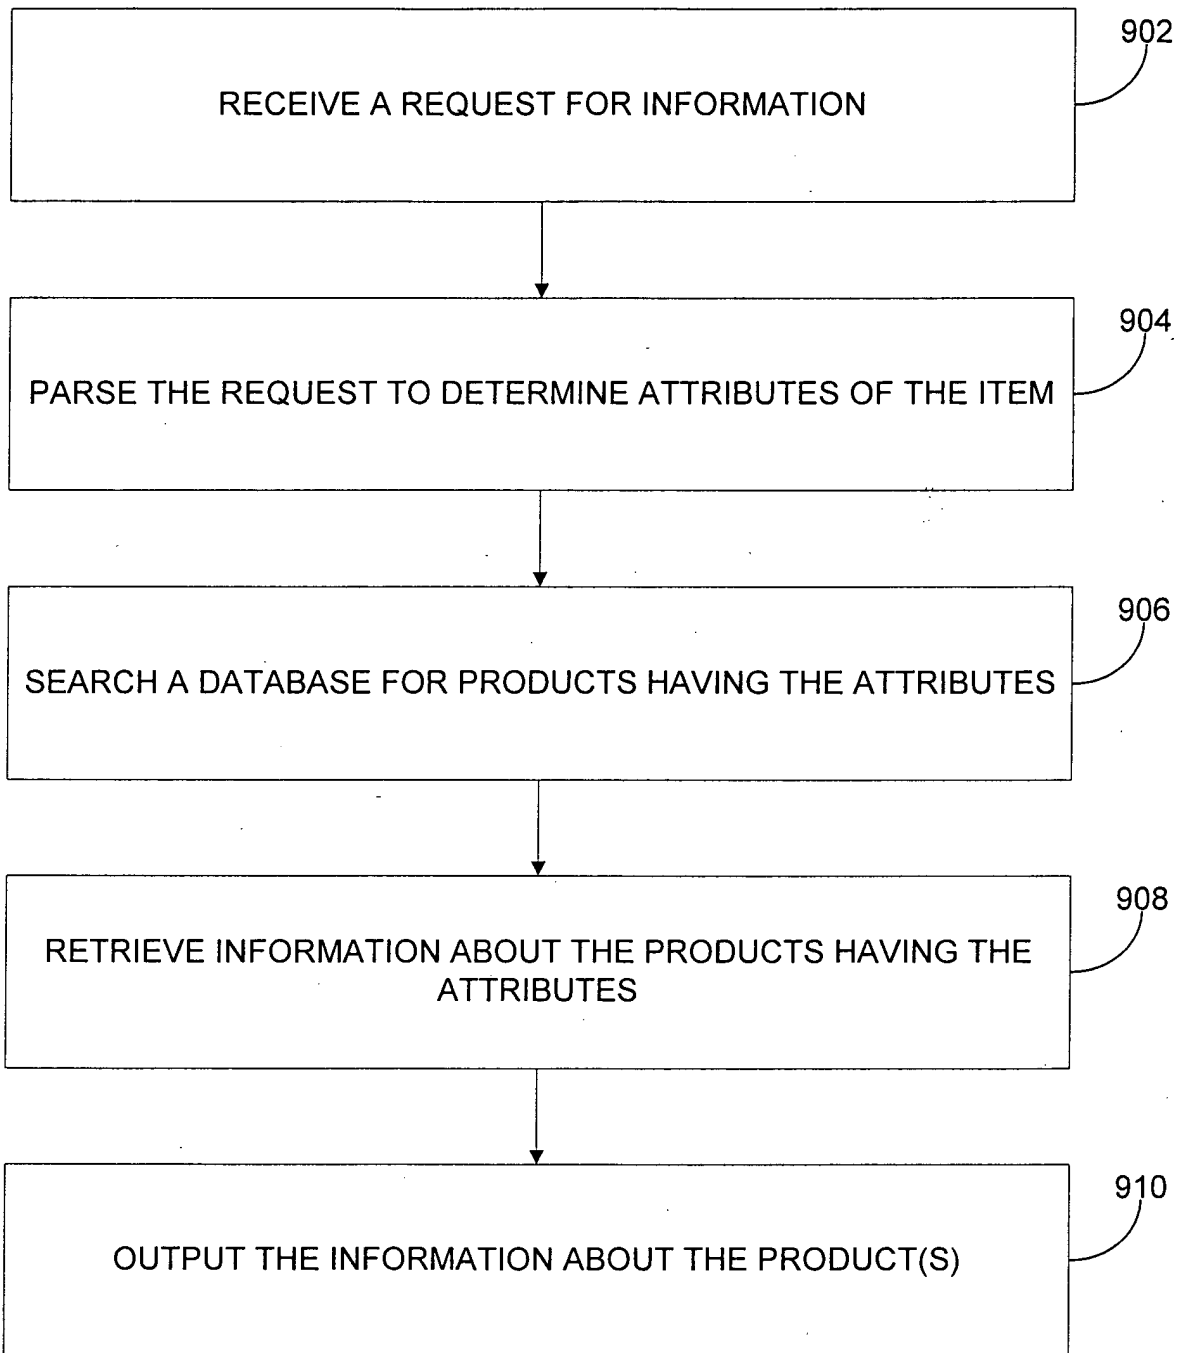 902
RECEIVE A REQUEST FOR INFORMATION
904
PARSE THE REQUEST TO DETERMINE ATTRIBUTES OF THE ITEM
906
SEARCH A DATABASE FOR PRODUCTS HAVING THE ATTRIBUTES
908
RETRIEVE INFORMATION ABOUT THE PRODUCTS HAVING THE
ATTRIBUTES
910
OUTPUT THE INFORMATION ABOUT THE PRODUCT(S)